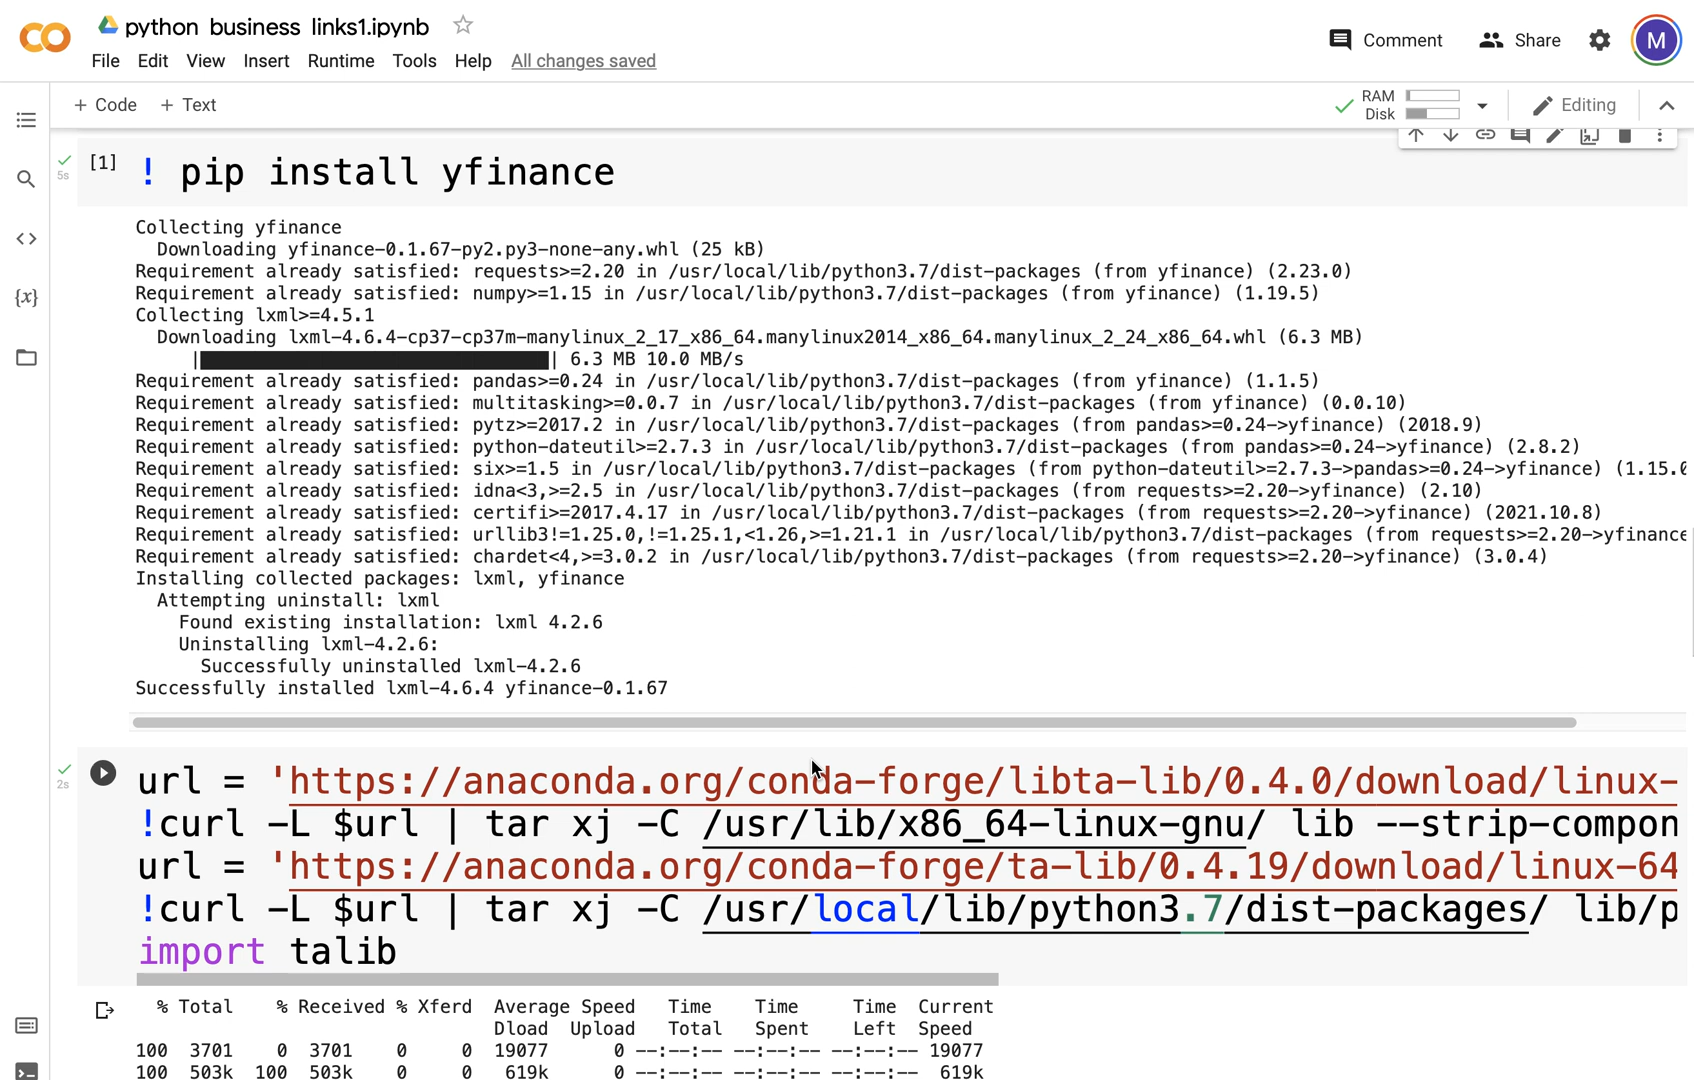 python business links1.ipynb
Comment
Share
M
File Edit View Insert Runtime Tools Help All changes saved
+ Code + Text
RAM
Disk
Editing
[1] ! pip install yfinance
5s
Collecting yfinance
Downloading yfinance-0.1.67-py2.py3-none-any.whl (25 kB)
Requirement already satisfied: requests>=2.20 in /usr/local/lib/python3.7/dist-packages (from yfinance) (2.23.0)
Requirement already satisfied: numpy>=1.15 in /usr/local/lib/python3.7/dist-packages (from yfinance) (1.19.5)
Collecting lxml>=4.5.1
Downloading lxml-4.6.4-cp37-cp37m-manylinux_2_17_x86_64.manylinux2014_x86_64.manylinux_2_24_x86_64.whl (6.3 MB)
| | 6.3 MB 10.0 MB/s
Requirement already satisfied: pandas>=0.24 in /usr/local/lib/python3.7/dist-packages (from yfinance) (1.1.5)
Requirement already satisfied: multitasking>=0.0.7 in /usr/local/lib/python3.7/dist-packages (from yfinance) (0.0.10)
Requirement already satisfied: pytz>=2017.2 in /usr/local/lib/python3.7/dist-packages (from pandas>=0.24->yfinance) (2018.9)
Requirement already satisfied: python-dateutil>=2.7.3 in /usr/local/lib/python3.7/dist-packages (from pandas>=0.24->yfinance) (2.8.2)
Requirement already satisfied: six>=1.5 in /usr/local/lib/python3.7/dist-packages (from python-dateutil>=2.7.3->pandas>=0.24->yfinance) (1.15.0
Requirement already satisfied: idna<3,>=2.5 in /usr/local/lib/python3.7/dist-packages (from requests>=2.20->yfinance) (2.10)
Requirement already satisfied: certifi>=2017.4.17 in /usr/local/lib/python3.7/dist-packages (from requests>=2.20->yfinance) (2021.10.8)
Requirement already satisfied: urllib3!=1.25.0,!=1.25.1,<1.26,>=1.21.1 in /usr/local/lib/python3.7/dist-packages (from requests>=2.20->yfinance
Requirement already satisfied: chardet<4,>=3.0.2 in /usr/local/lib/python3.7/dist-packages (from requests>=2.20->yfinance) (3.0.4)
Installing collected packages: lxml, yfinance
Attempting uninstall: lxml
Found existing installation: lxml 4.2.6
Uninstalling lxml-4.2.6:
Successfully uninstalled lxml-4.2.6
Successfully installed lxml-4.6.4 yfinance-0.1.67
2s
url = 'https://anaconda.org/conda-forge/libta-lib/0.4.0/download/linux-
!curl -L $url | tar xj -C /usr/lib/x86_64-linux-gnu/ lib --strip-compon
url = 'https://anaconda.org/conda-forge/ta-lib/0.4.19/download/linux-64
!curl -L $url | tar xj -C /usr/local/lib/python3.7/dist-packages/ lib/p
import talib
% Total % Received % Xferd Average Speed Time Time Time Current
Dload Upload Total Spent Left Speed
100 3701 0 3701 0 0 19077 0 --:--:-- --:--:-- --:--:-- 19077
100 503k 100 503k 0 0 619k 0 --:--:-- --:--:-- --:--:-- 619k